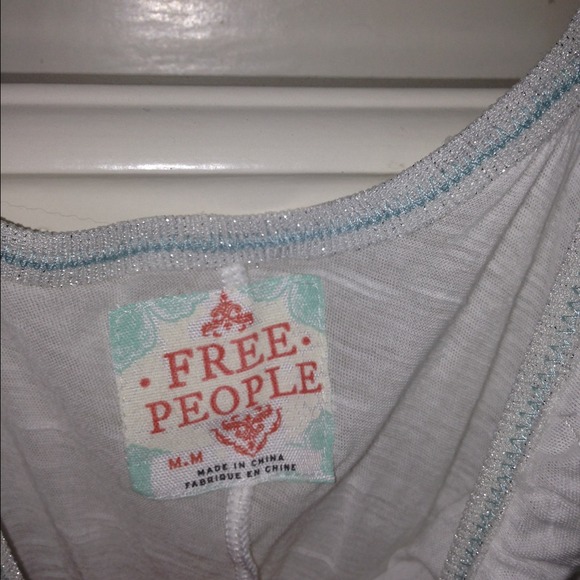 • FREE •
PEOPLE
M.M
MADE IN CHINA
FABRIQUE EN CHINE